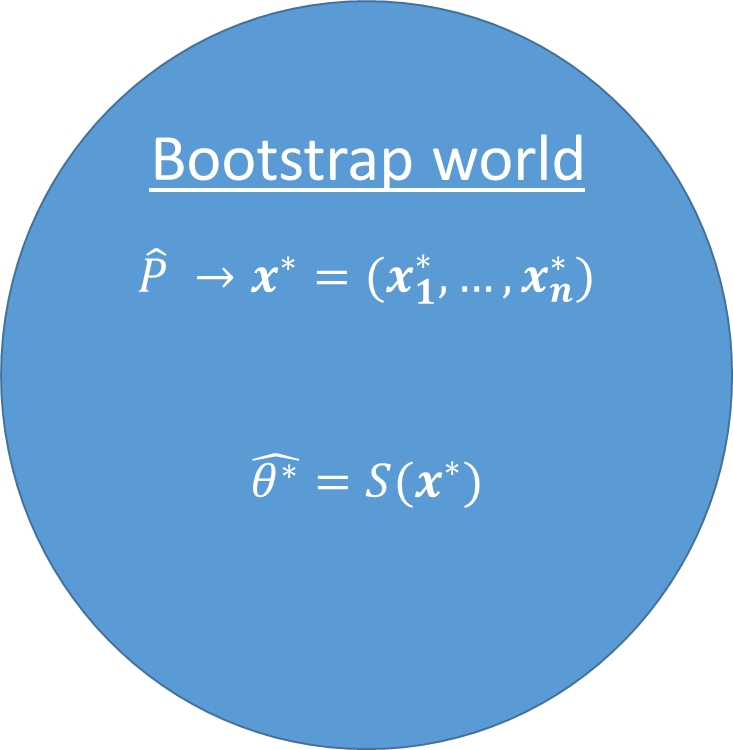 Bootstrap world
P̂ → 𝒙* = (𝒙₁*, … , 𝒙ₙ*)
θ̂* = S(𝒙*)